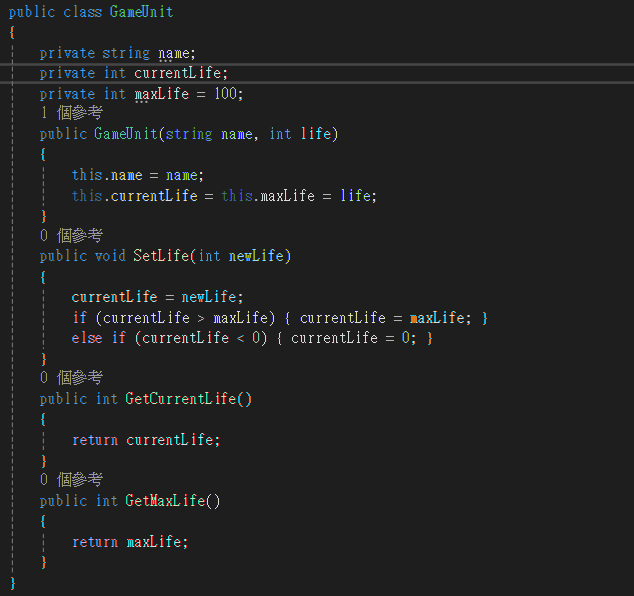 public class GameUnit
{
private string name;
private int currentLife;
private int maxLife = 100;
1 個參考
public GameUnit(string name, int life)
{
this.name = name;
this.currentLife = this.maxLife = life;
}
0 個參考
public void SetLife(int newLife)
{
currentLife = newLife;
if (currentLife > maxLife) { currentLife = maxLife; }
else if (currentLife < 0) { currentLife = 0; }
}
0 個參考
public int GetCurrentLife()
{
return currentLife;
}
0 個參考
public int GetMaxLife()
{
return maxLife;
}
}